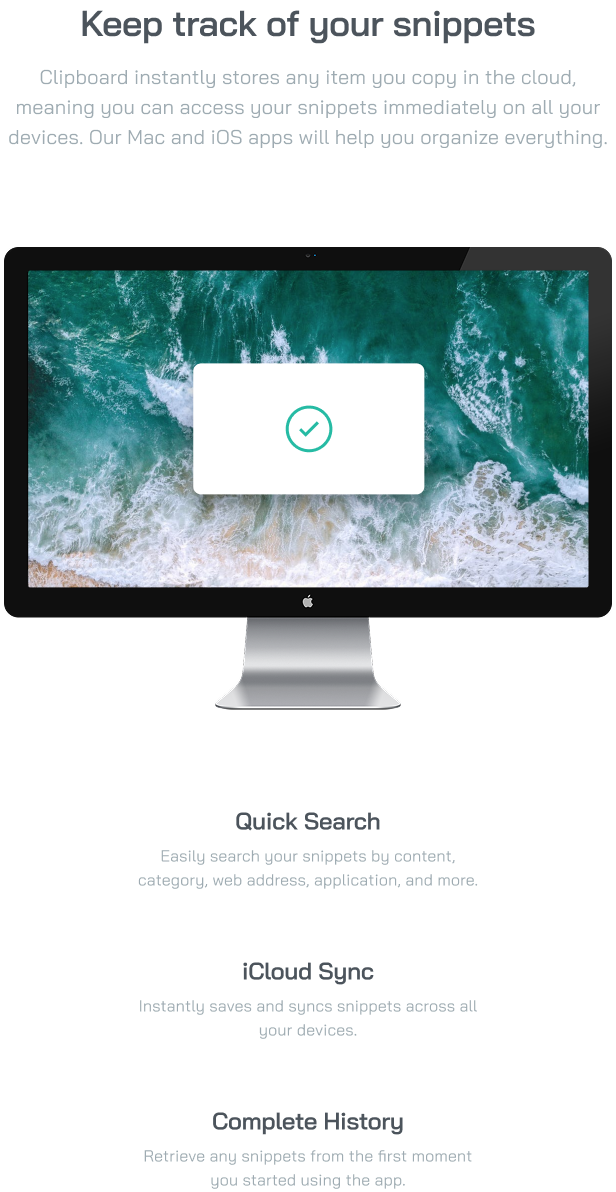 Keep track of your snippets
Clipboard instantly stores any item you copy in the cloud,
meaning you can access your snippets immediately on all your
devices. Our Mac and iOS apps will help you organize everything.
Quick Search
Easily search your snippets by content,
category, web address, application, and more.
iCloud Sync
Instantly saves and syncs snippets across all
your devices.
Complete History
Retrieve any snippets from the first moment
you started using the app.